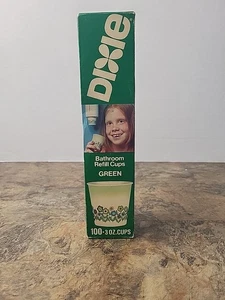 DIXIE
Bathroom
Refill Cups
GREEN
100-3 OZ. CUPS